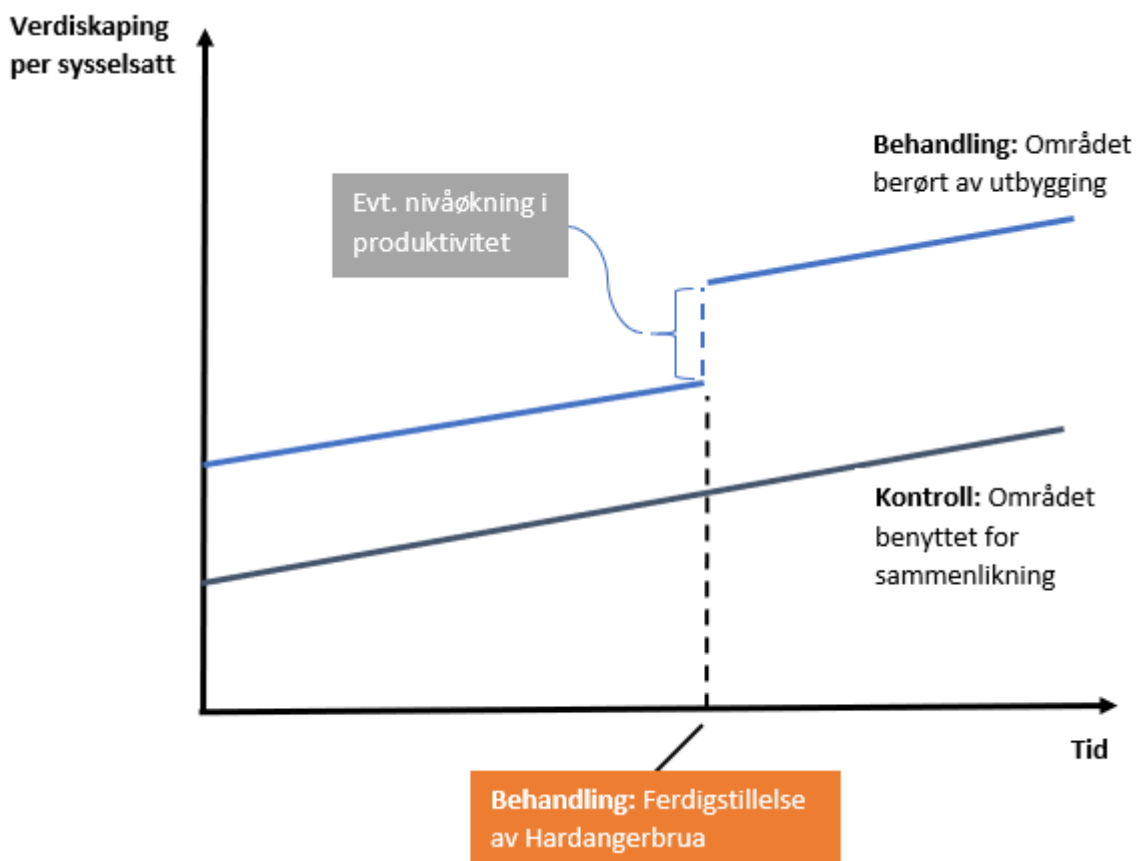 Verdiskaping
per sysselsatt
Behandling: Området
berørt av utbygging
Evt. nivåøkning i
produktivitet
Kontroll: Området
benyttet for
sammenlikning
Tid
Behandling: Ferdigstillelse
av Hardangerbrua